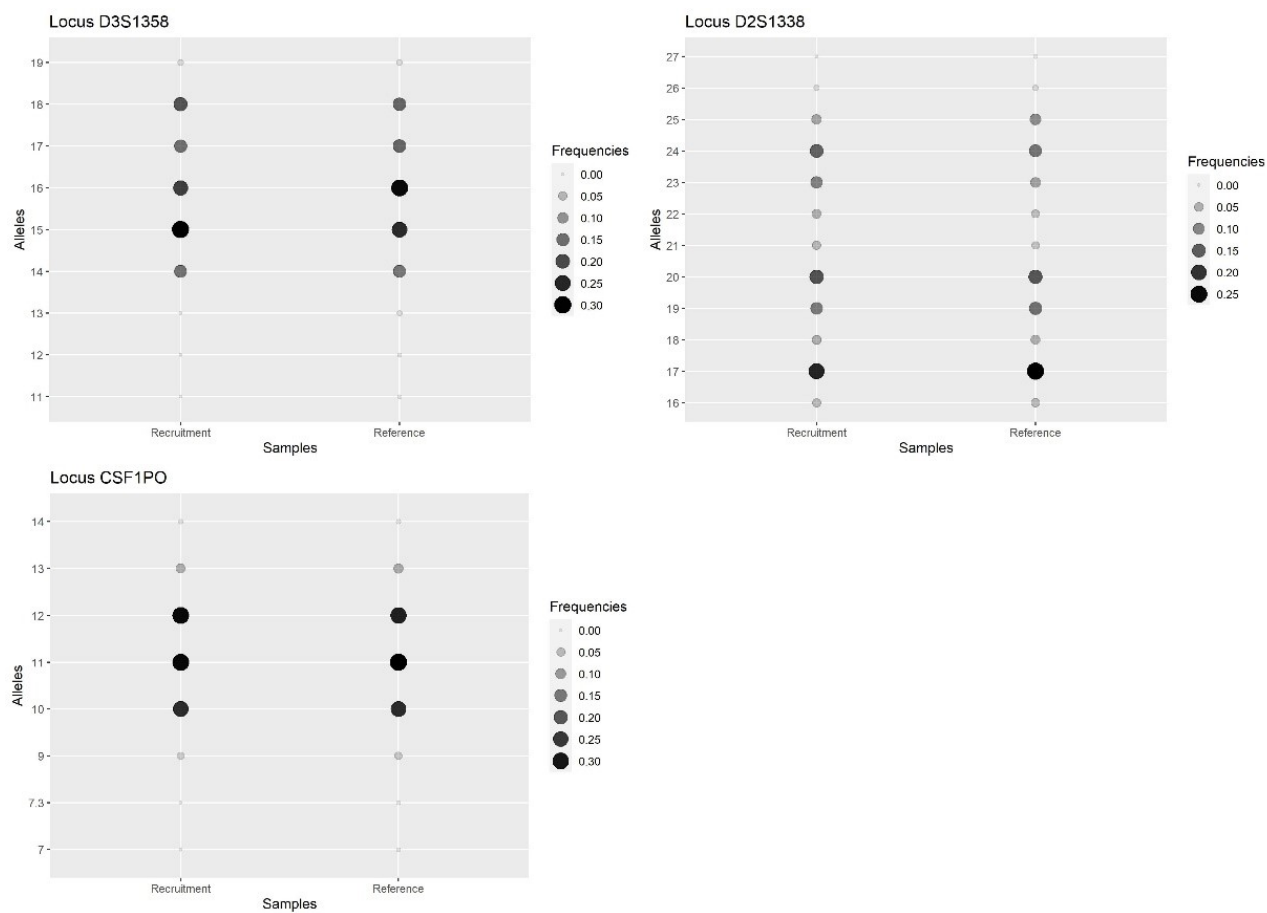 Locus D3S1358
Alleles
19
18
17
16
15
14
13
12
11
Recruitment
Reference
Samples
Frequencies
0.00
0.05
0.10
0.15
0.20
0.25
0.30
Locus D2S1338
Alleles
27
26
25
24
23
22
21
20
19
18
17
16
Recruitment
Reference
Samples
Frequencies
0.00
0.05
0.10
0.15
0.20
0.25
Locus CSF1PO
Alleles
14
13
12
11
10
9
7.3
7
Recruitment
Reference
Samples
Frequencies
0.00
0.05
0.10
0.15
0.20
0.25
0.30